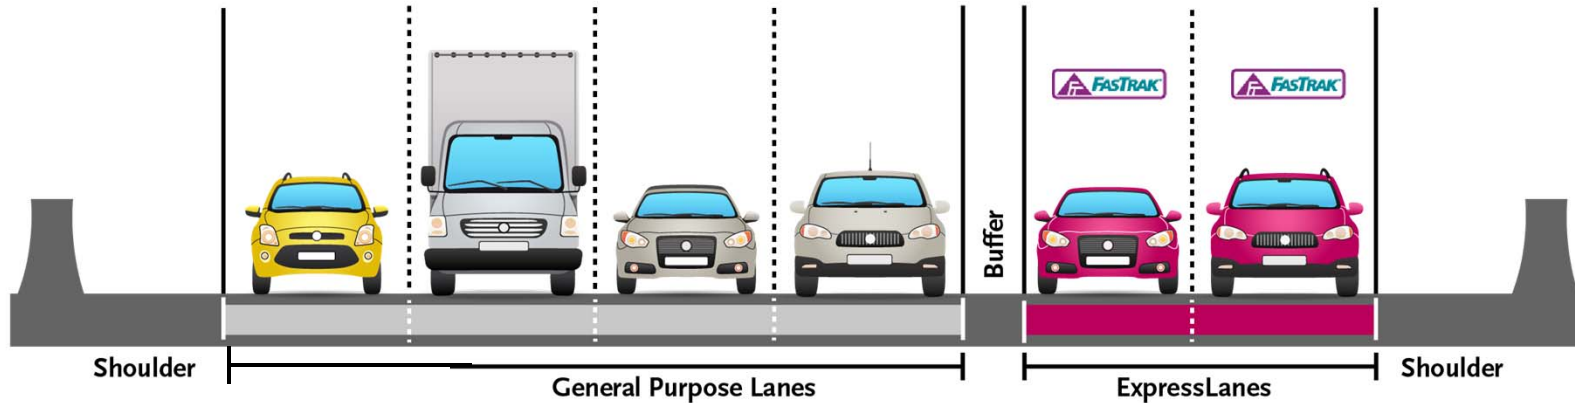 FASTRAK
FASTRAK
Buffer
Shoulder
General Purpose Lanes
ExpressLanes
Shoulder